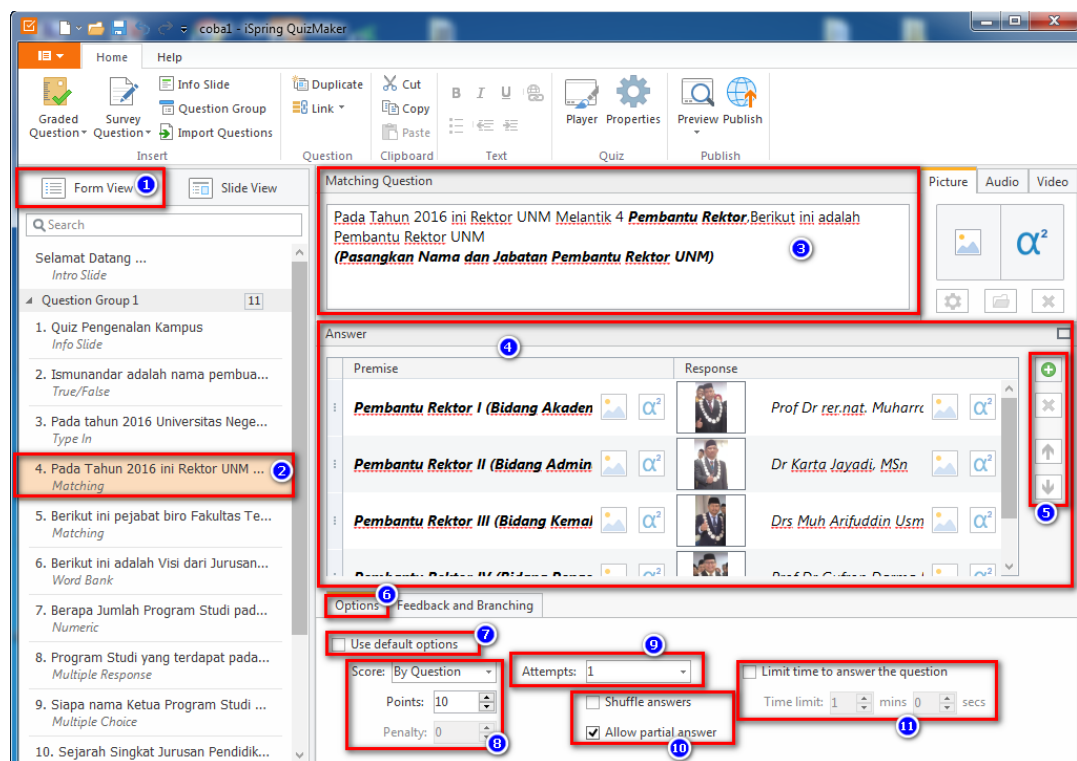 coba1 - iSpring QuizMaker
Home Help
Graded Question
Survey Question
Info Slide
Question Group
Import Questions
Insert
Duplicate
Link
Question
Cut
Copy
Paste
Clipboard
B I U
Text
Player Properties
Quiz
Preview Publish
Publish
Form View 1 Slide View
Search
Selamat Datang ...
Intro Slide
Question Group 1 11
1. Quiz Pengenalan Kampus
Info Slide
2. Ismunandar adalah nama pembua...
True/False
3. Pada tahun 2016 Universitas Nege...
Type In
4. Pada Tahun 2016 ini Rektor UNM ... 2
Matching
5. Berikut ini pejabat biro Fakultas Te...
Matching
6. Berikut ini adalah Visi dari Jurusan...
Word Bank
7. Berapa Jumlah Program Studi pad...
Numeric
8. Program Studi yang terdapat pada...
Multiple Response
9. Siapa nama Ketua Program Studi ...
Multiple Choice
10. Sejarah Singkat Jurusan Pendidik...
Matching Question
Pada Tahun 2016 ini Rektor UNM Melantik 4 Pembantu Rektor.Berikut ini adalah
Pembantu Rektor UNM
(Pasangkan Nama dan Jabatan Pembantu Rektor UNM)
3
Picture Audio Video
α²
Answer
4
Premise Response
Pembantu Rektor I (Bidang Akaden α² Prof Dr rer.nat. Muharrc α²
Pembantu Rektor II (Bidang Admin α² Dr Karta Jayadi, MSn α²
Pembantu Rektor III (Bidang Kemal α² Drs Muh Arifuddin Usm α²
Pembantu Rektor IV (Bidang
5
Options 6 Feedback and Branching
Use default options 7
Score: By Question
Points: 10
Penalty: 0
8
9
Attempts: 1
Shuffle answers
Allow partial answer
10
Limit time to answer the question
Time limit: 1 mins 0 secs
11